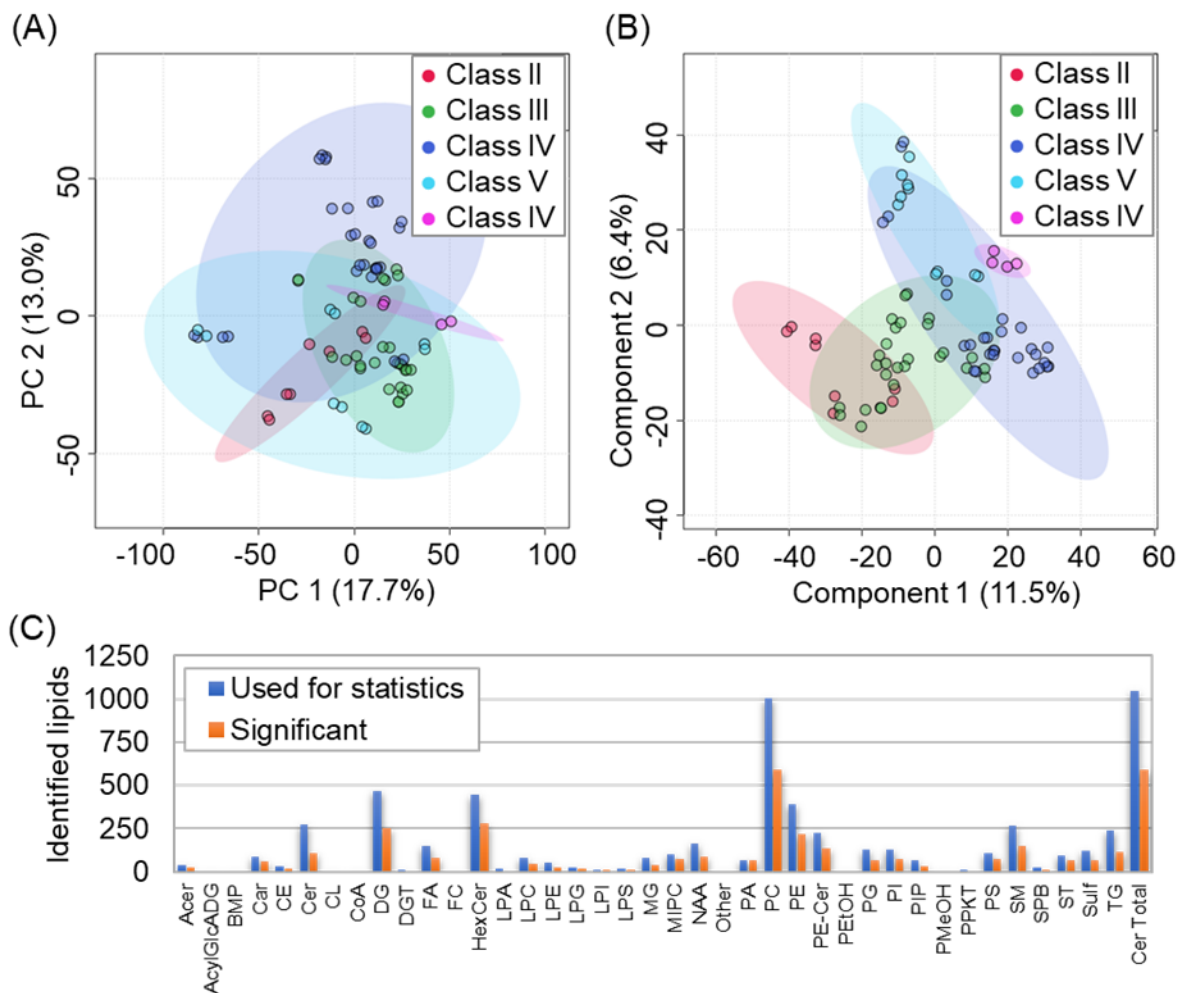 (A)
Class II
Class III
Class IV
Class V
Class IV
PC 2 (13.0%)
50
0
-50
-100
-50
0
50
100
PC 1 (17.7%)
(B)
Class II
Class III
Class IV
Class V
Class IV
Component 2 (6.4%)
40
20
0
-20
-40
-60
-40
-20
0
20
40
60
Component 1 (11.5%)
(C)
Identified lipids
1250
1000
750
500
250
0
Used for statistics
Significant
Acer
AcylGlcADG
BMP
Car
CE
Cer
CL
CoA
DG
DGT
FA
FC
HexCer
LPA
LPC
LPE
LPG
LPI
LPS
MG
MIPC
NAA
Other
PA
PC
PE
PE-Cer
PEtOH
PG
PI
PIP
PMeOH
PPKT
PS
SM
SPB
ST
Sulf
TG
Cer Total